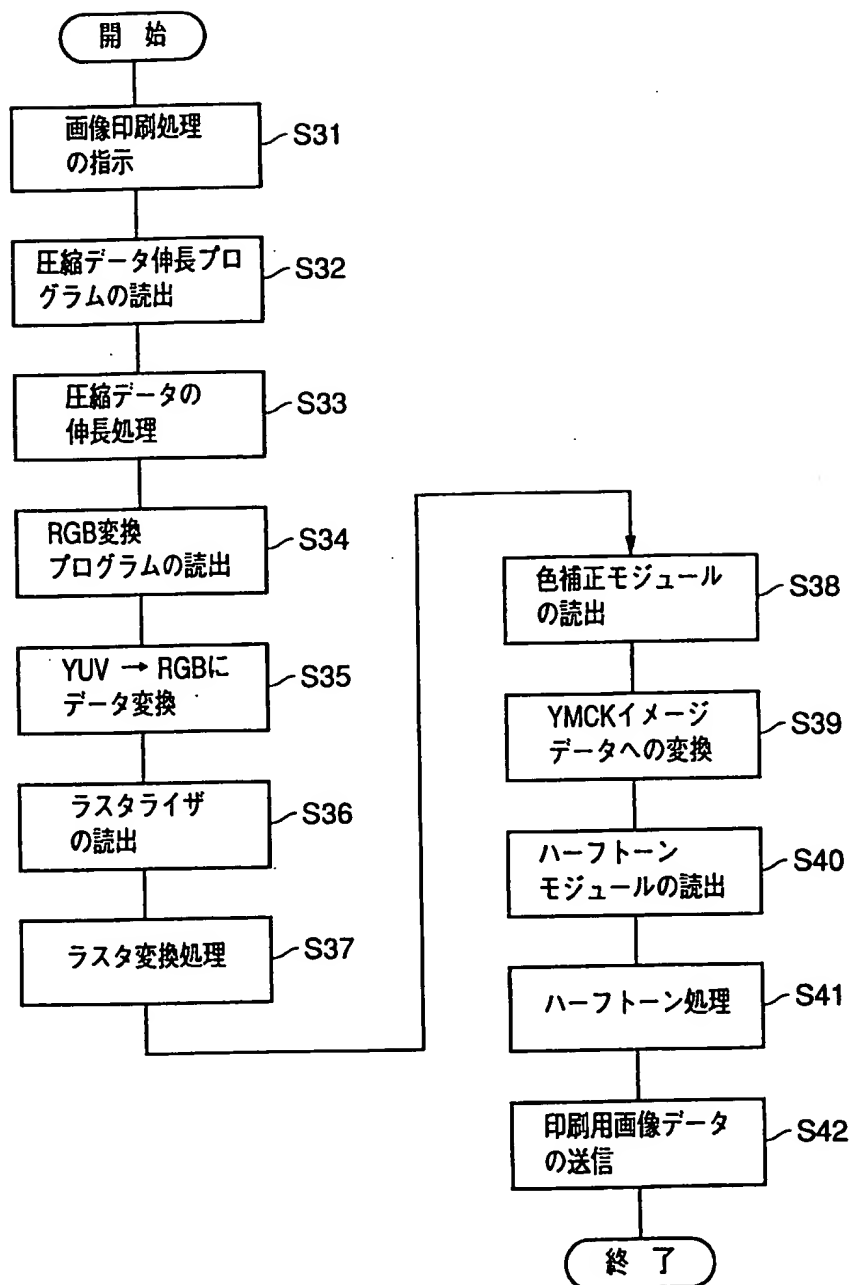 開 始
画像印刷処理
の指示
S31
圧縮データ伸長プロ
グラムの読出
S32
圧縮データの
伸長処理
S33
RGB変換
プログラムの読出
S34
YUV → RGBに
データ変換
S35
ラスタライザ
の読出
S36
ラスタ変換処理
S37
色補正モジュール
の読出
S38
YMCKイメージ
データへの変換
S39
ハーフトーン
モジュールの読出
S40
ハーフトーン処理
S41
印刷用画像データ
の送信
S42
終 了